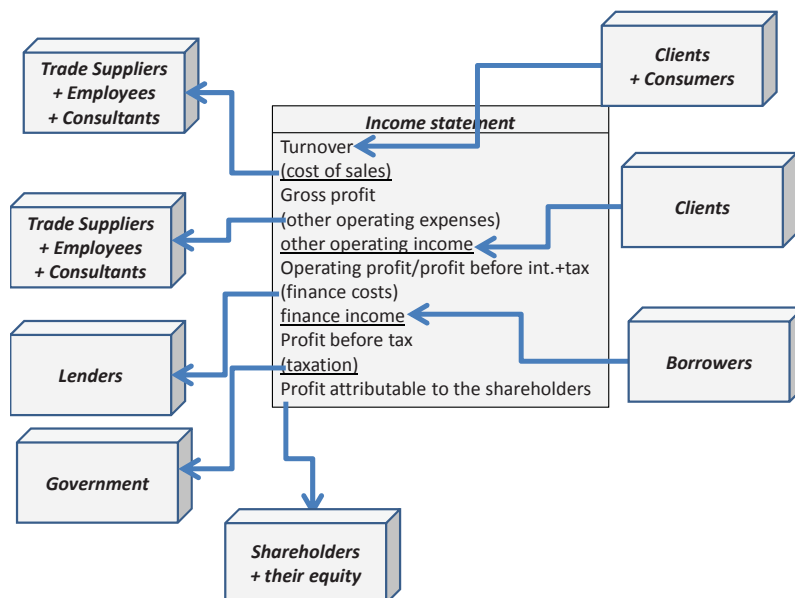 Trade Suppliers
+ Employees
+ Consultants
Clients
+ Consumers
Income statement
Turnover
(cost of sales)
Gross profit
(other operating expenses)
other operating income
Operating profit/profit before int.+tax
(finance costs)
finance income
Profit before tax
(taxation)
Profit attributable to the shareholders
Trade Suppliers
+ Employees
+ Consultants
Clients
Lenders
Borrowers
Government
Shareholders
+ their equity